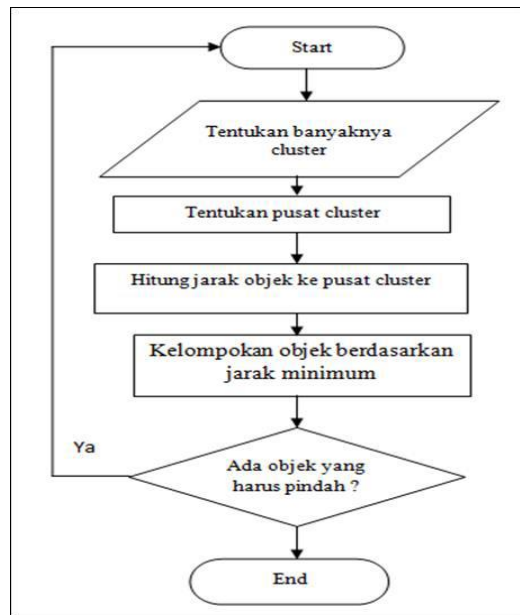 Start
Tentukan banyaknya
cluster
Tentukan pusat cluster
Hitung jarak objek ke pusat cluster
Kelompokan objek berdasarkan
jarak minimum
Ya
Ada objek yang
harus pindah ?
End